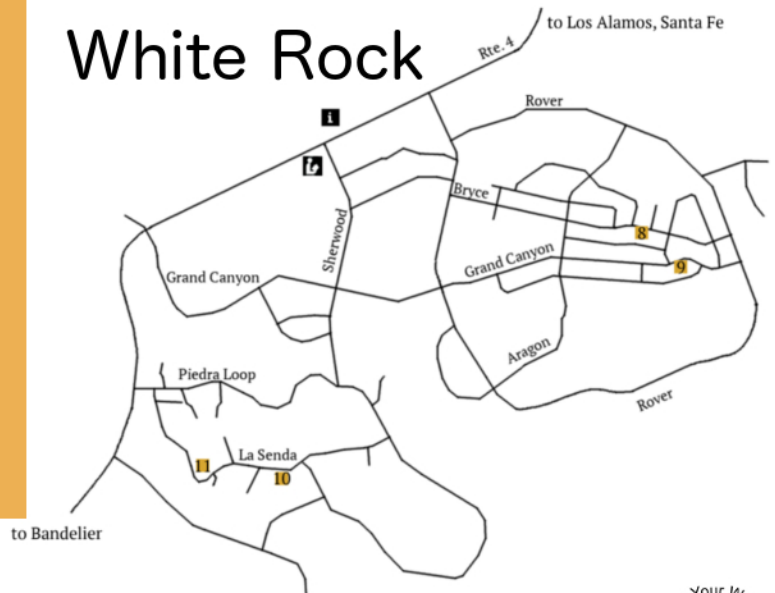 White Rock
to Los Alamos, Santa Fe
Rte. 4
i
Rover
Bryce
8
Sherwood
Grand Canyon
9
Grand Canyon
Aragon
Piedra Loop
Rover
La Senda
11
10
to Bandelier